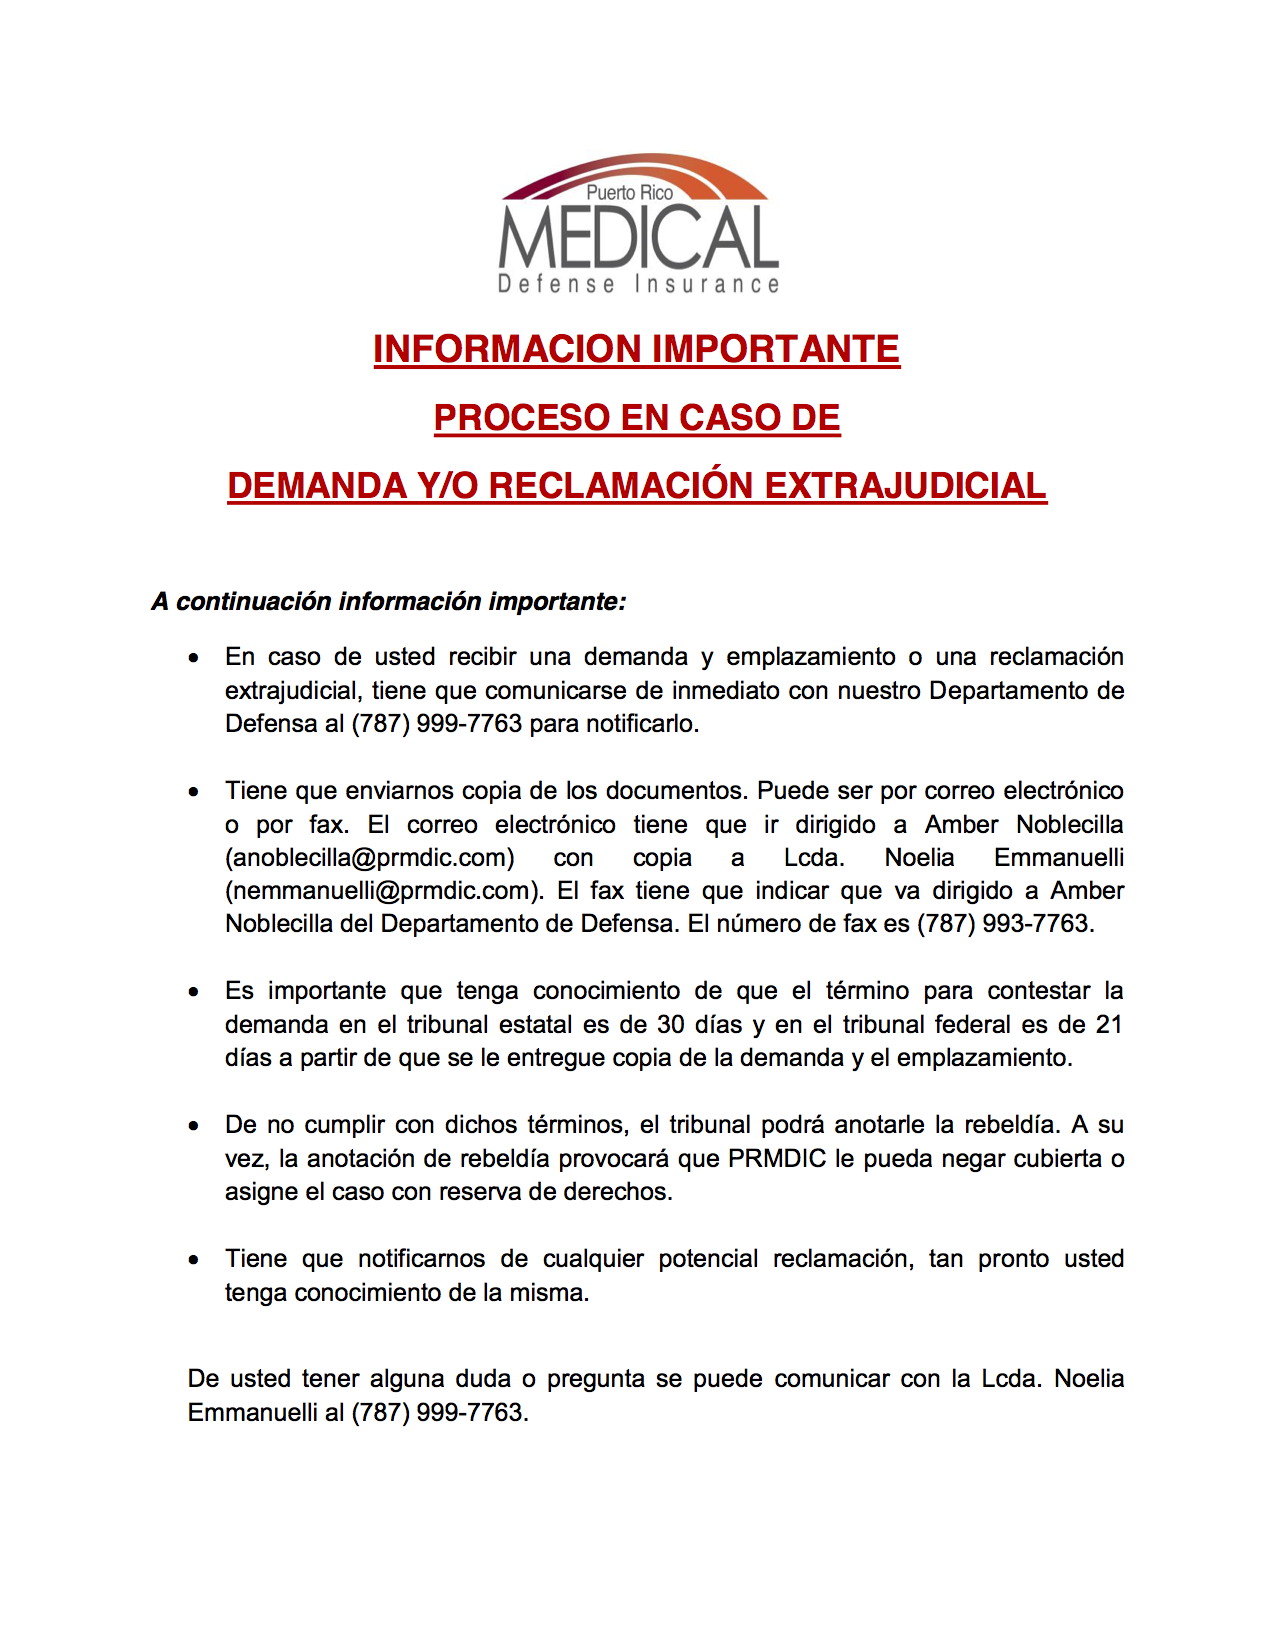 Puerto Rico
MEDICAL
Defense Insurance
INFORMACION IMPORTANTE
PROCESO EN CASO DE
DEMANDA Y/O RECLAMACIÓN EXTRAJUDICIAL
A continuación información importante:
• En caso de usted recibir una demanda y emplazamiento o una reclamación
extrajudicial, tiene que comunicarse de inmediato con nuestro Departamento de
Defensa al (787) 999-7763 para notificarlo.
• Tiene que enviarnos copia de los documentos. Puede ser por correo electrónico
o por fax. El correo electrónico tiene que ir dirigido a Amber Noblecilla
(anoblecilla@prmdic.com) con copia a Lcda. Noelia Emmanuelli
(nemmanuelli@prmdic.com). El fax tiene que indicar que va dirigido a Amber
Noblecilla del Departamento de Defensa. El número de fax es (787) 993-7763.
• Es importante que tenga conocimiento de que el término para contestar la
demanda en el tribunal estatal es de 30 días y en el tribunal federal es de 21
días a partir de que se le entregue copia de la demanda y el emplazamiento.
• De no cumplir con dichos términos, el tribunal podrá anotarle la rebeldía. A su
vez, la anotación de rebeldía provocará que PRMDIC le pueda negar cubierta o
asigne el caso con reserva de derechos.
• Tiene que notificarnos de cualquier potencial reclamación, tan pronto usted
tenga conocimiento de la misma.
De usted tener alguna duda o pregunta se puede comunicar con la Lcda. Noelia
Emmanuelli al (787) 999-7763.